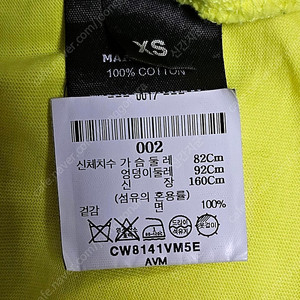 XS
100% COTTON
002
신체치수 가슴둘레 82Cm
엉덩이둘레 92Cm
신 장 160Cm
(섬유의 혼용율)
겉감 면 100%
CW8141VM5E
AVM